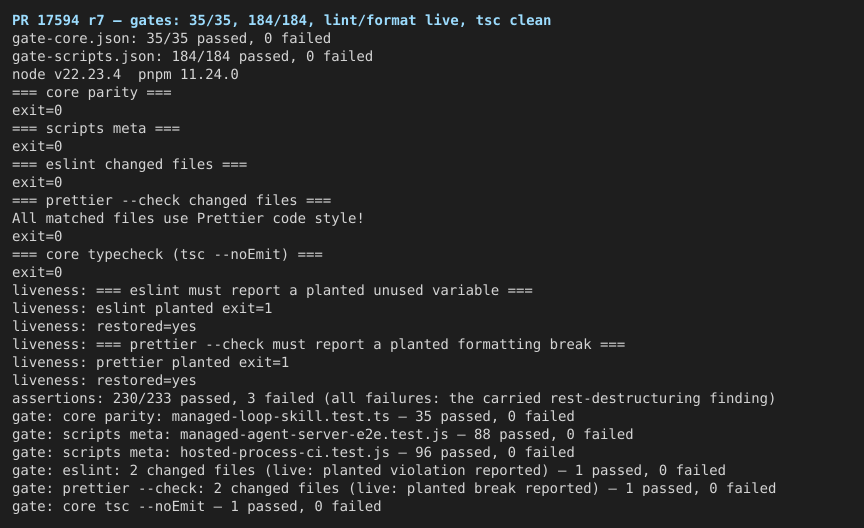 PR 17594 r7 — gates: 35/35, 184/184, lint/format live, tsc clean
gate-core.json: 35/35 passed, 0 failed
gate-scripts.json: 184/184 passed, 0 failed
node v22.23.4  pnpm 11.24.0
=== core parity ===
exit=0
=== scripts meta ===
exit=0
=== eslint changed files ===
exit=0
=== prettier --check changed files ===
All matched files use Prettier code style!
exit=0
=== core typecheck (tsc --noEmit) ===
exit=0
liveness: === eslint must report a planted unused variable ===
liveness: eslint planted exit=1
liveness: restored=yes
liveness: === prettier --check must report a planted formatting break ===
liveness: prettier planted exit=1
liveness: restored=yes
assertions: 230/233 passed, 3 failed (all failures: the carried rest-destructuring finding)
gate: core parity: managed-loop-skill.test.ts — 35 passed, 0 failed
gate: scripts meta: managed-agent-server-e2e.test.js — 88 passed, 0 failed
gate: scripts meta: hosted-process-ci.test.js — 96 passed, 0 failed
gate: eslint: 2 changed files (live: planted violation reported) — 1 passed, 0 failed
gate: prettier --check: 2 changed files (live: planted break reported) — 1 passed, 0 failed
gate: core tsc --noEmit — 1 passed, 0 failed